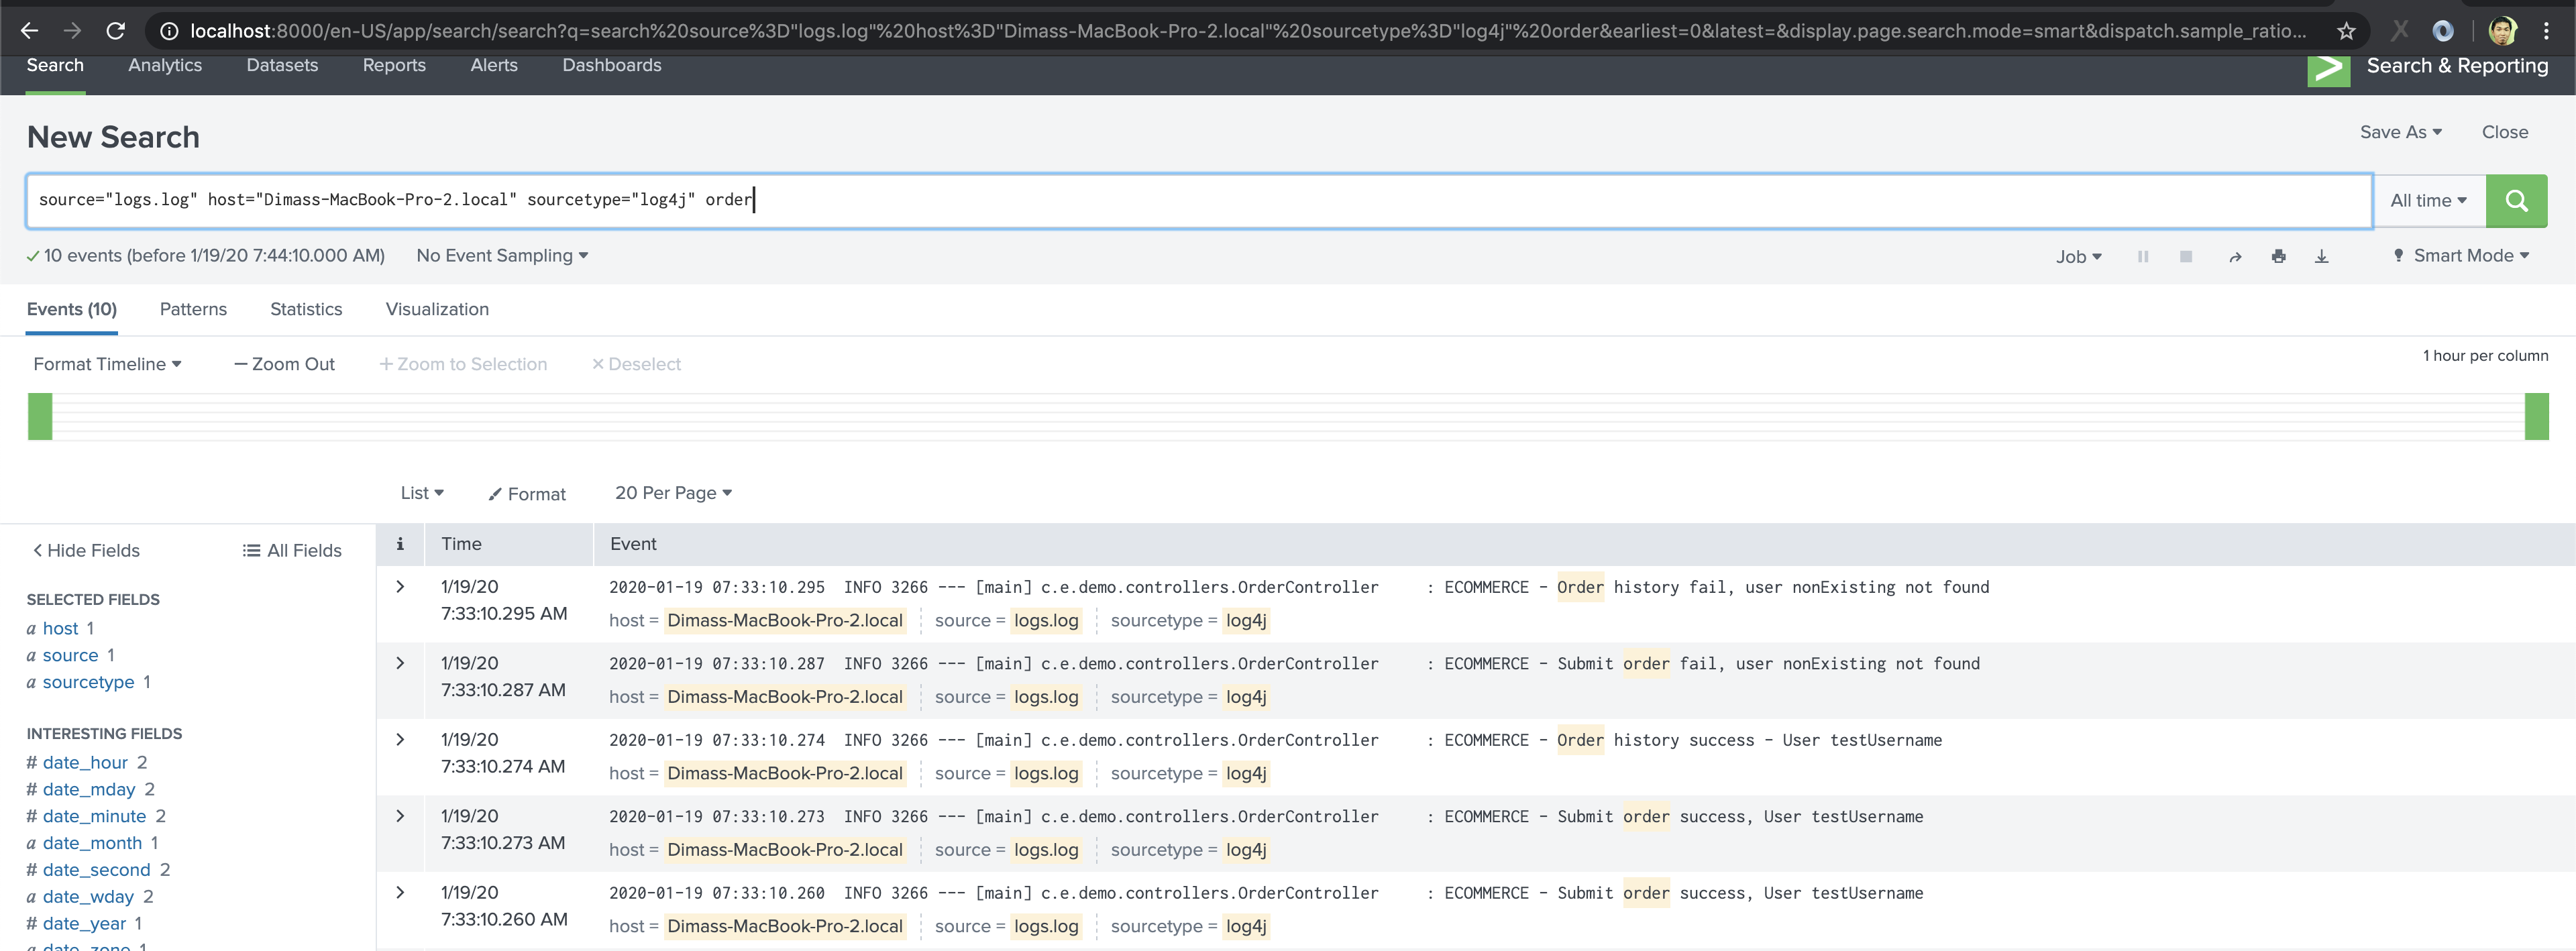 localhost:8000/en-US/app/search/search?q=search%20source%3D"logs.log"%20host%3D"Dimass-MacBook-Pro-2.local"%20sourcetype%3D"log4j"%20order&earliest=0&latest=&display.page.search.mode=smart&dispatch.sample_ratio...
Search Analytics Datasets Reports Alerts Dashboards > Search & Reporting
New Search
Save As Close
source="logs.log" host="Dimass-MacBook-Pro-2.local" sourcetype="log4j" order
All time
10 events (before 1/19/20 7:44:10.000 AM) No Event Sampling Job Smart Mode
Events (10) Patterns Statistics Visualization
Format Timeline — Zoom Out + Zoom to Selection × Deselect
1 hour per column
List Format 20 Per Page
< Hide Fields All Fields
SELECTED FIELDS
a host 1
a source 1
a sourcetype 1
INTERESTING FIELDS
# date_hour 2
# date_mday 2
# date_minute 2
a date_month 1
# date_second 2
a date_wday 2
# date_year 1
a date_zone 1
i Time Event
> 1/19/20 2020-01-19 07:33:10.295 INFO 3266 --- [main] c.e.demo.controllers.OrderController : ECOMMERCE - Order history fail, user nonExisting not found
7:33:10.295 AM host = Dimass-MacBook-Pro-2.local source = logs.log sourcetype = log4j
> 1/19/20 2020-01-19 07:33:10.287 INFO 3266 --- [main] c.e.demo.controllers.OrderController : ECOMMERCE - Submit order fail, user nonExisting not found
7:33:10.287 AM host = Dimass-MacBook-Pro-2.local source = logs.log sourcetype = log4j
> 1/19/20 2020-01-19 07:33:10.274 INFO 3266 --- [main] c.e.demo.controllers.OrderController : ECOMMERCE - Order history success - User testUsername
7:33:10.274 AM host = Dimass-MacBook-Pro-2.local source = logs.log sourcetype = log4j
> 1/19/20 2020-01-19 07:33:10.273 INFO 3266 --- [main] c.e.demo.controllers.OrderController : ECOMMERCE - Submit order success, User testUsername
7:33:10.273 AM host = Dimass-MacBook-Pro-2.local source = logs.log sourcetype = log4j
> 1/19/20 2020-01-19 07:33:10.260 INFO 3266 --- [main] c.e.demo.controllers.OrderController : ECOMMERCE - Submit order success, User testUsername
7:33:10.260 AM host = Dimass-MacBook-Pro-2.local source = logs.log sourcetype = log4j